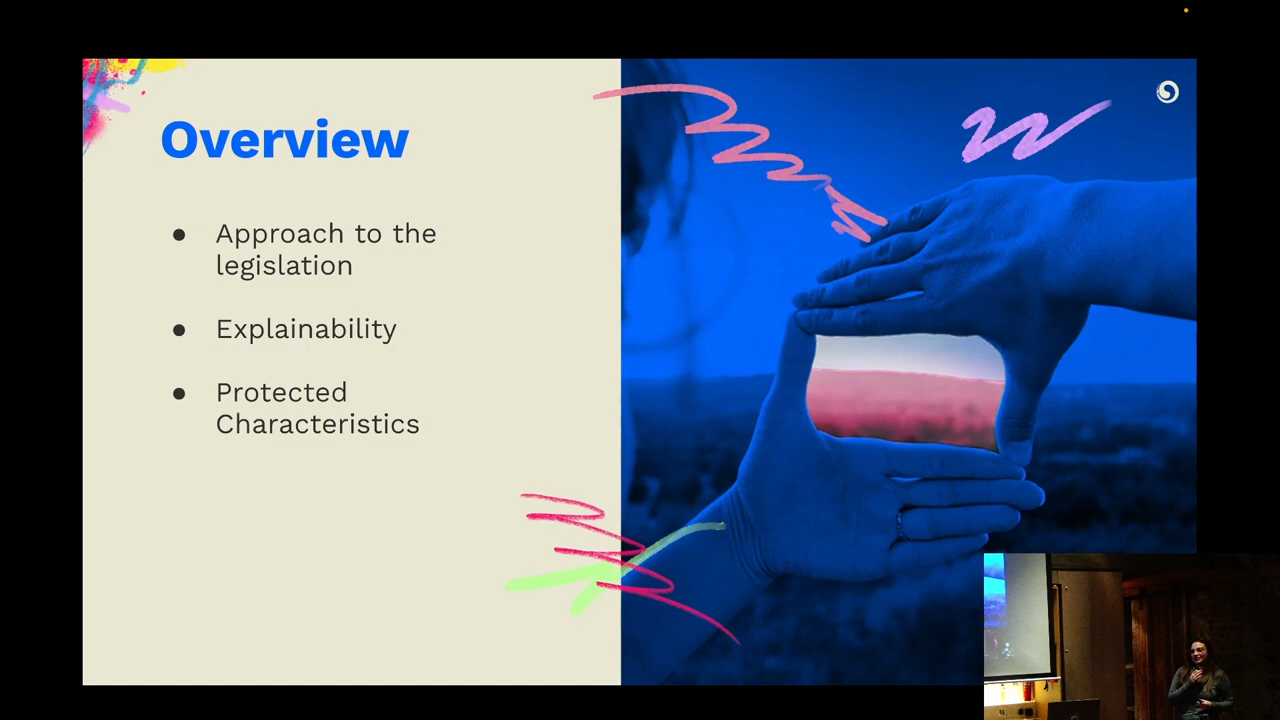 Overview
● Approach to the
legislation
● Explainability
● Protected
Characteristics